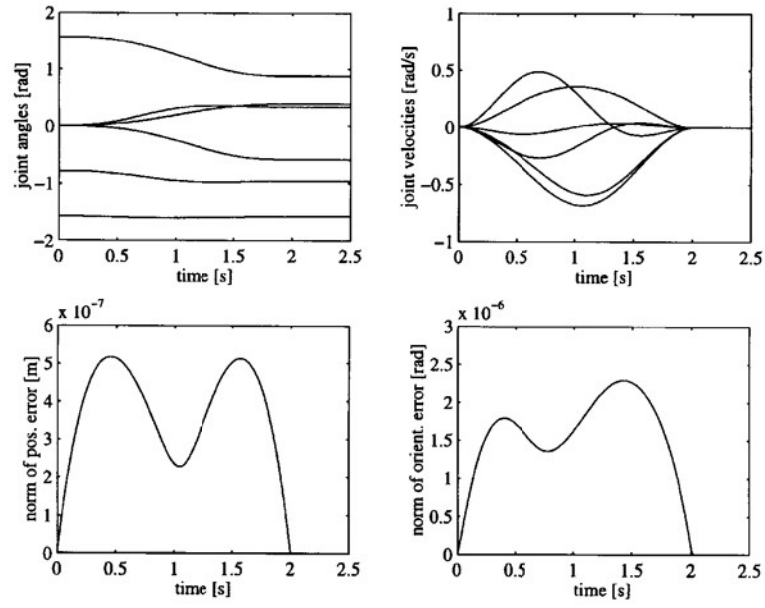 2
1
0
−1
−2
joint angles [rad]
0 0.5 1 1.5 2 2.5
time [s]
1
0.5
0
−0.5
−1
joint velocities [rad/s]
0 0.5 1 1.5 2 2.5
time [s]
x 10⁻⁷
6
5
4
3
2
1
0
norm of pos. error [m]
0 0.5 1 1.5 2 2.5
time [s]
x 10⁻⁶
3
2.5
2
1.5
1
0.5
0
norm of orient. error [rad]
0 0.5 1 1.5 2 2.5
time [s]